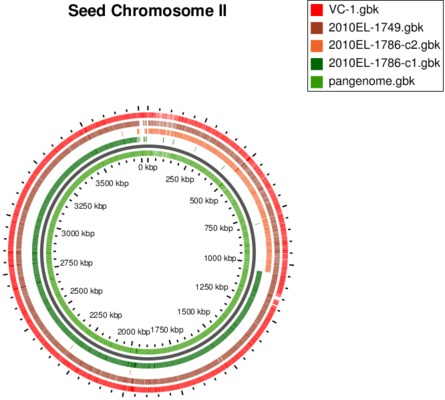 Seed Chromosome II
VC-1.gbk
2010EL-1749.gbk
2010EL-1786-c2.gbk
2010EL-1786-c1.gbk
pangenome.gbk
0 kbp
250 kbp
500 kbp
750 kbp
1000 kbp
1250 kbp
1500 kbp
1750 kbp
2000 kbp
2250 kbp
2500 kbp
2750 kbp
3000 kbp
3250 kbp
3500 kbp